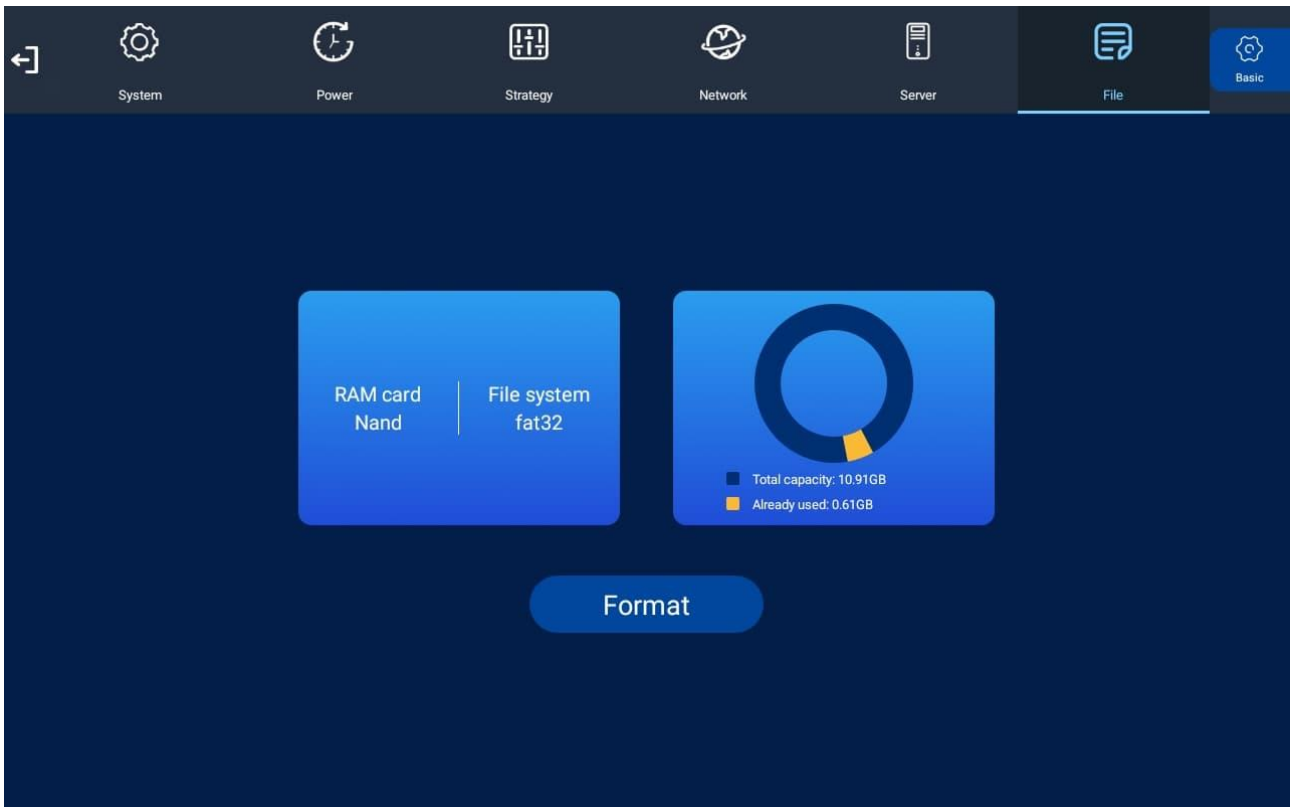 System
Power
Strategy
Network
Server
File
Basic
RAM card
Nand
File system
fat32
Total capacity: 10.91GB
Already used: 0.61GB
Format